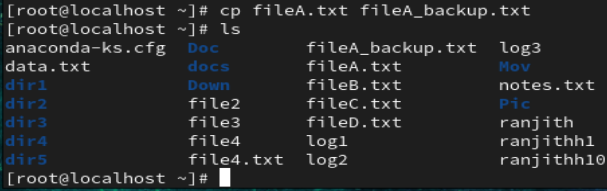 [root@localhost ~]# cp fileA.txt fileA_backup.txt
[root@localhost ~]# ls
anaconda-ks.cfg Doc fileA_backup.txt log3
data.txt docs fileA.txt Mov
dir1 Down fileB.txt notes.txt
dir2 file2 fileC.txt Pic
dir3 file3 fileD.txt ranjith
dir4 file4 log1 ranjithh1
dir5 file4.txt log2 ranjithh10
[root@localhost ~]#